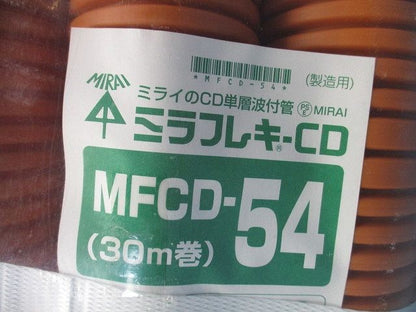 *MFCD-54*
(製造用)
MIRAI
ミライのCD単層波付管 PSE MIRAI
ミラフレキ®-CD
MFCD-54
(30m巻)